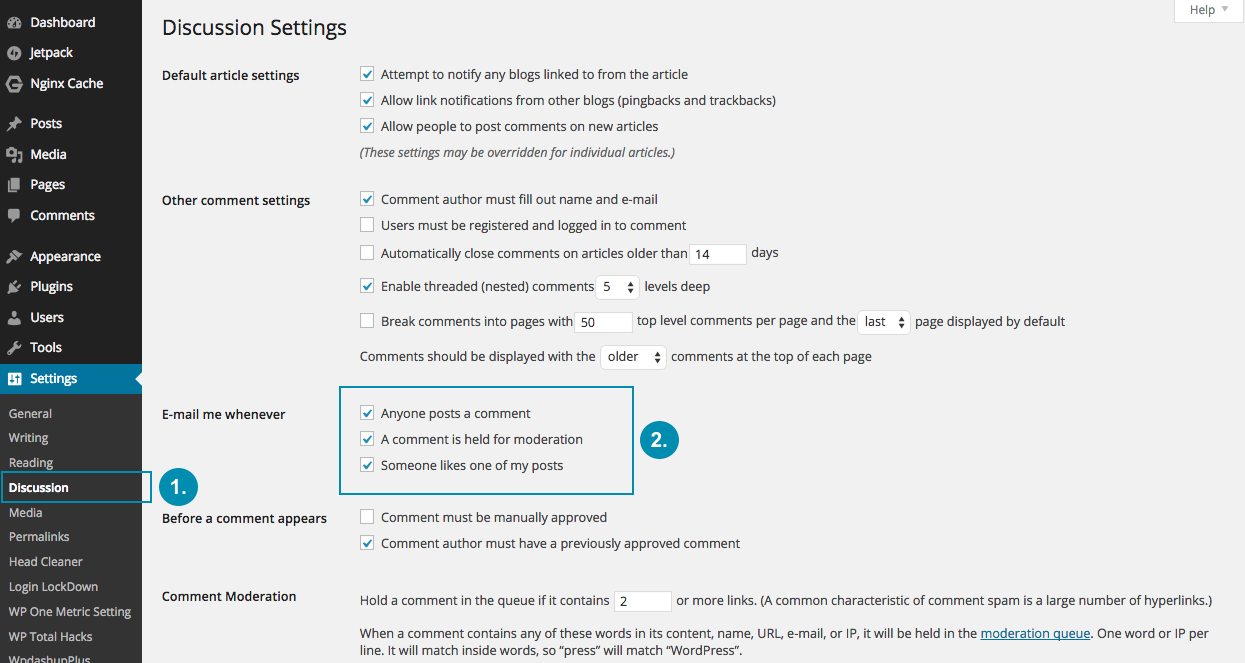 Help
Dashboard
Jetpack
Nginx Cache
Posts
Media
Pages
Comments
Appearance
Plugins
Users
Tools
Settings
General
Writing
Reading
Discussion
1.
Media
Permalinks
Head Cleaner
Login LockDown
WP One Metric Setting
WP Total Hacks
WpdashupPlus
Discussion Settings
Default article settings
Attempt to notify any blogs linked to from the article
Allow link notifications from other blogs (pingbacks and trackbacks)
Allow people to post comments on new articles
(These settings may be overridden for individual articles.)
Other comment settings
Comment author must fill out name and e-mail
Users must be registered and logged in to comment
Automatically close comments on articles older than 14 days
Enable threaded (nested) comments 5 levels deep
Break comments into pages with 50 top level comments per page and the last page displayed by default
Comments should be displayed with the older comments at the top of each page
E-mail me whenever
Anyone posts a comment
A comment is held for moderation
Someone likes one of my posts
2.
Before a comment appears
Comment must be manually approved
Comment author must have a previously approved comment
Comment Moderation
Hold a comment in the queue if it contains 2 or more links. (A common characteristic of comment spam is a large number of hyperlinks.)
When a comment contains any of these words in its content, name, URL, e-mail, or IP, it will be held in the moderation queue. One word or IP per
line. It will match inside words, so “press” will match “WordPress”.